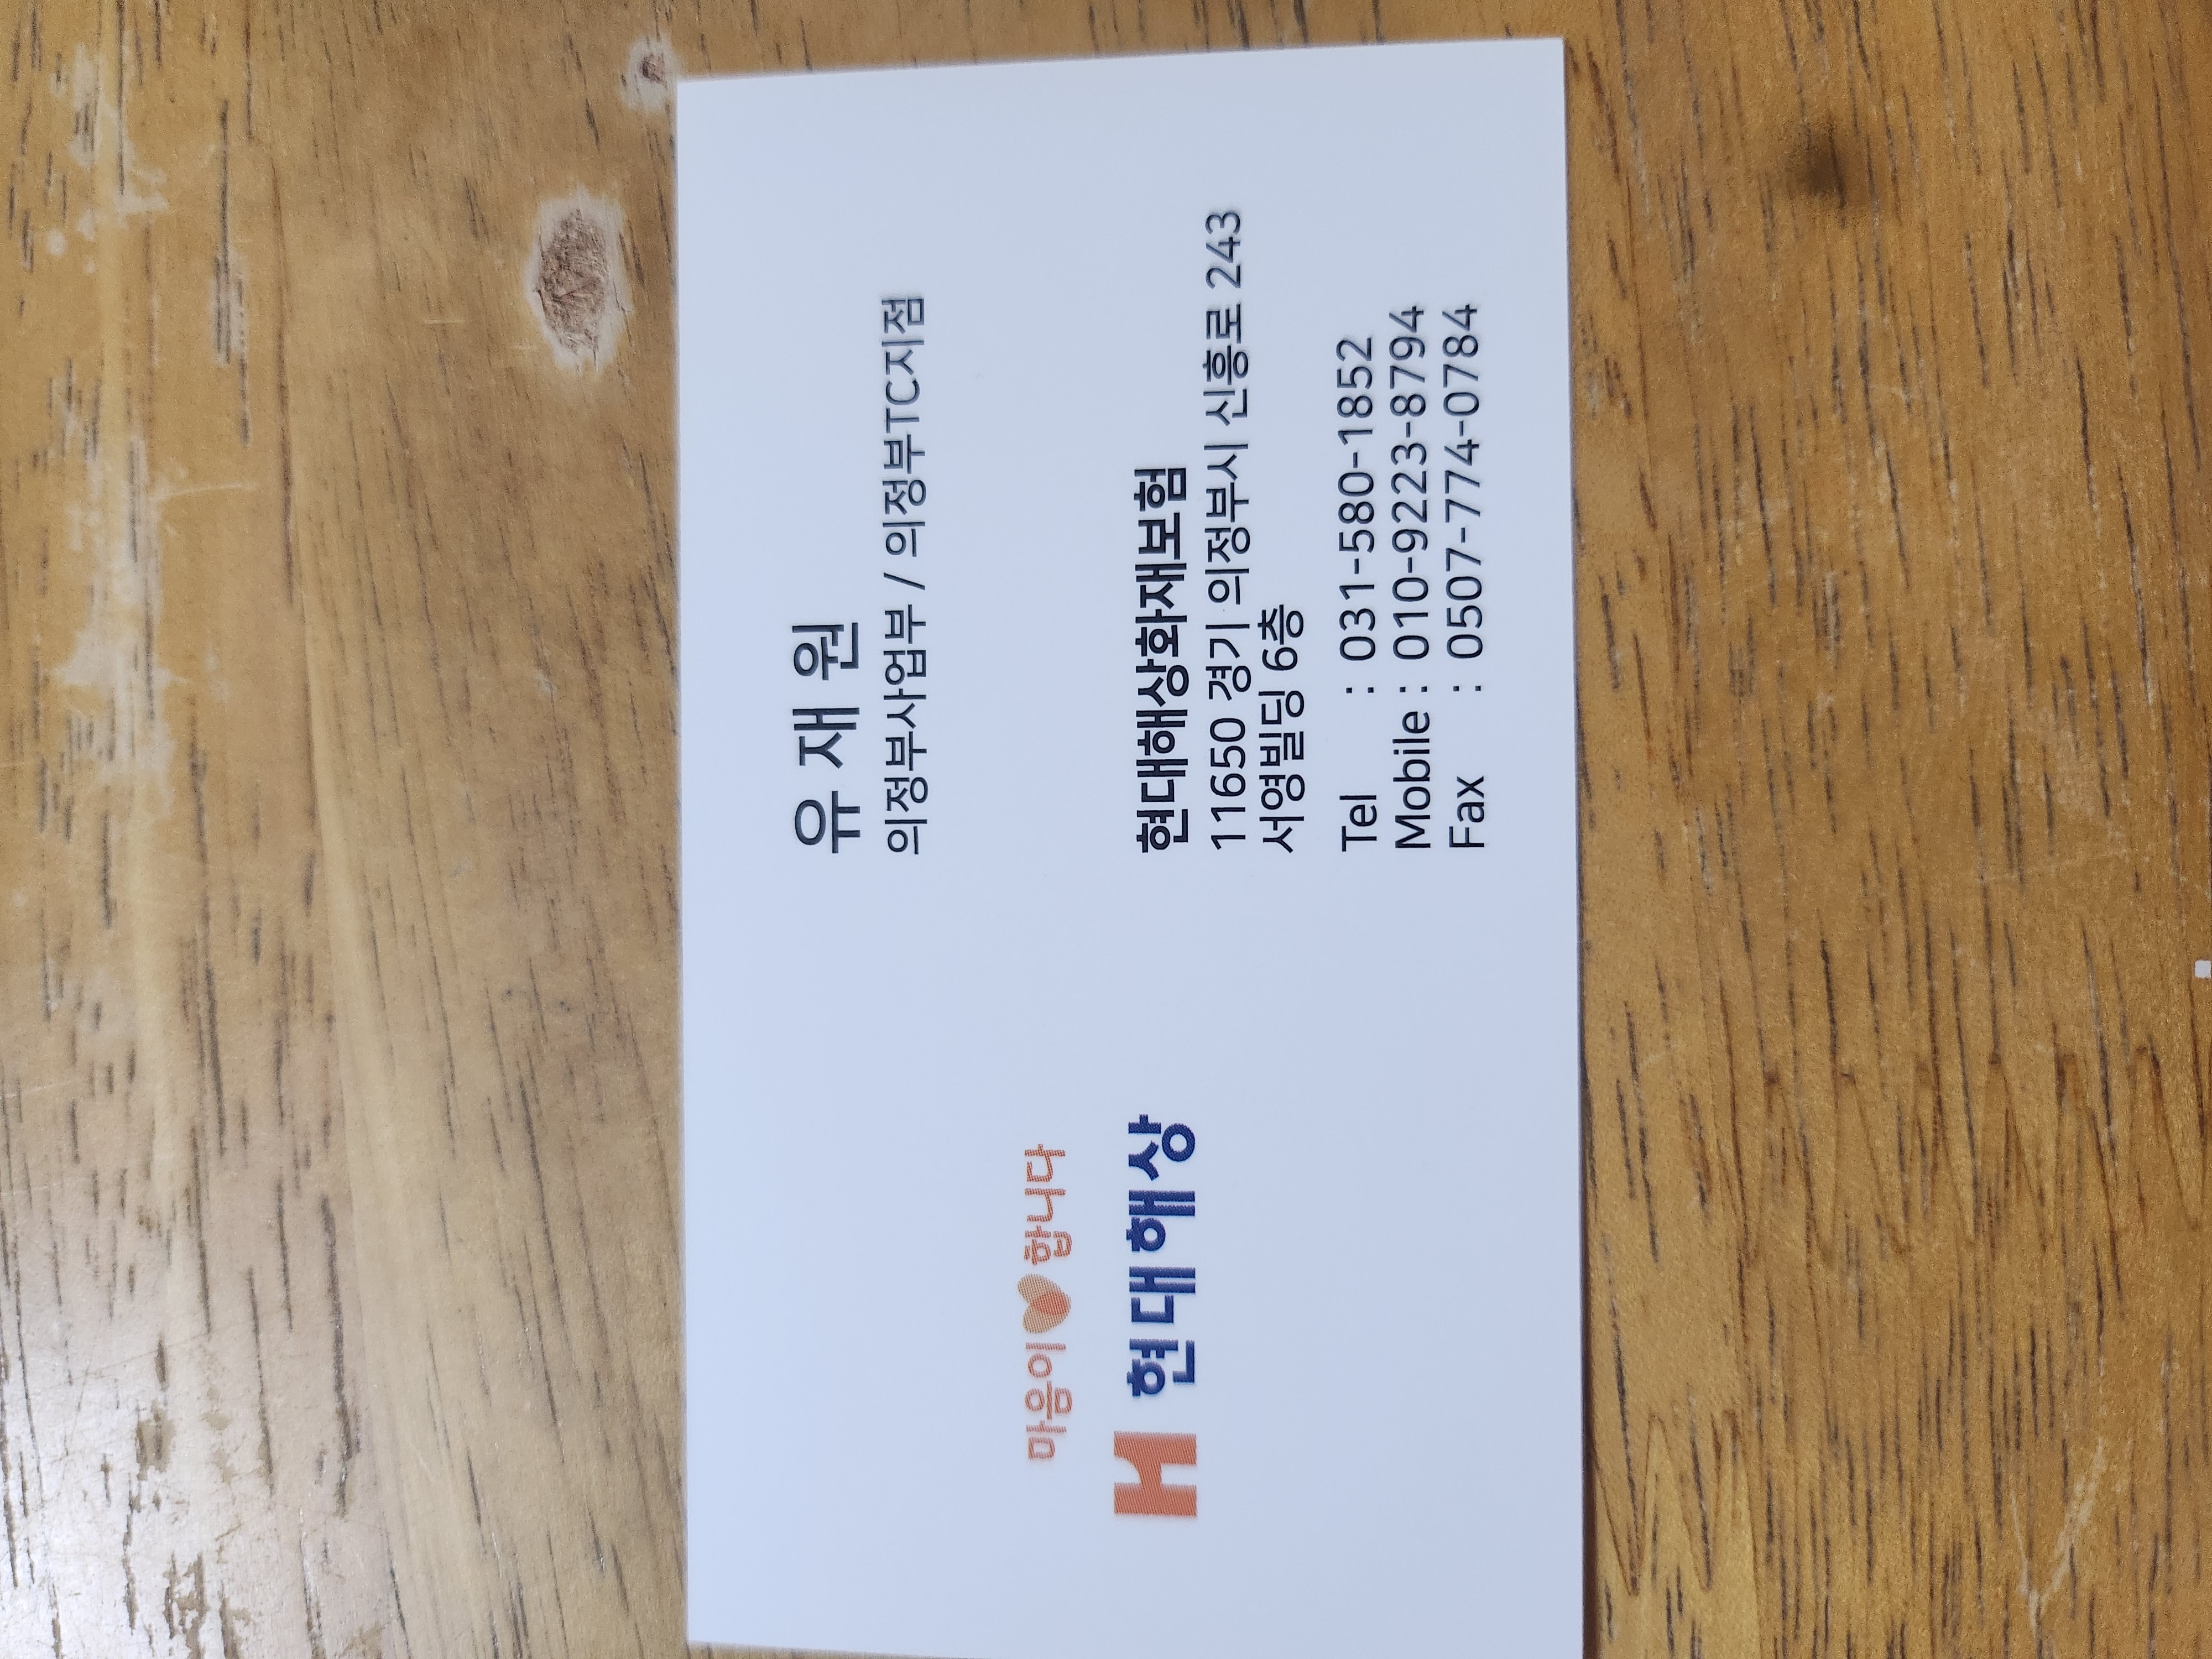 유 재 원
의정부사업부 / 의정부TC지점
마음이 합니다
H 현대해상
현대해상화재보험
11650 경기 의정부시 신흥로 243
서영빌딩 6층
Tel : 031-580-1852
Mobile : 010-9223-8794
Fax : 0507-774-0784